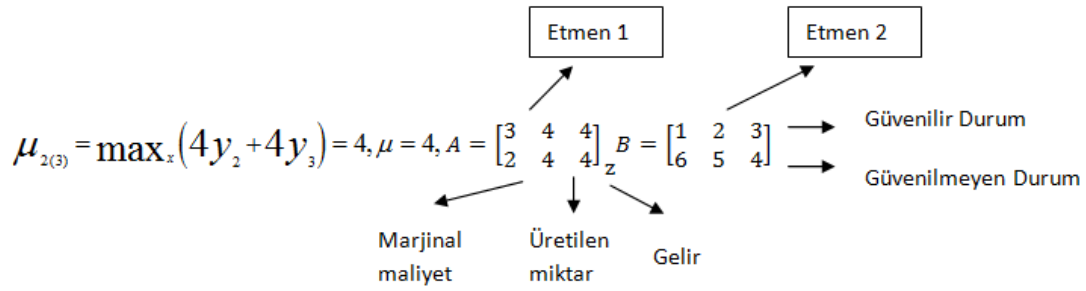 Etmen 1 Etmen 2
μ₂₍₃₎ = maxₓ(4y₂+4y₃) = 4, μ = 4, A = [3 4 4; 2 4 4]z B = [1 2 3; 6 5 4]
Güvenilir Durum
Güvenilmeyen Durum
Marjinal
maliyet
Üretilen
miktar
Gelir